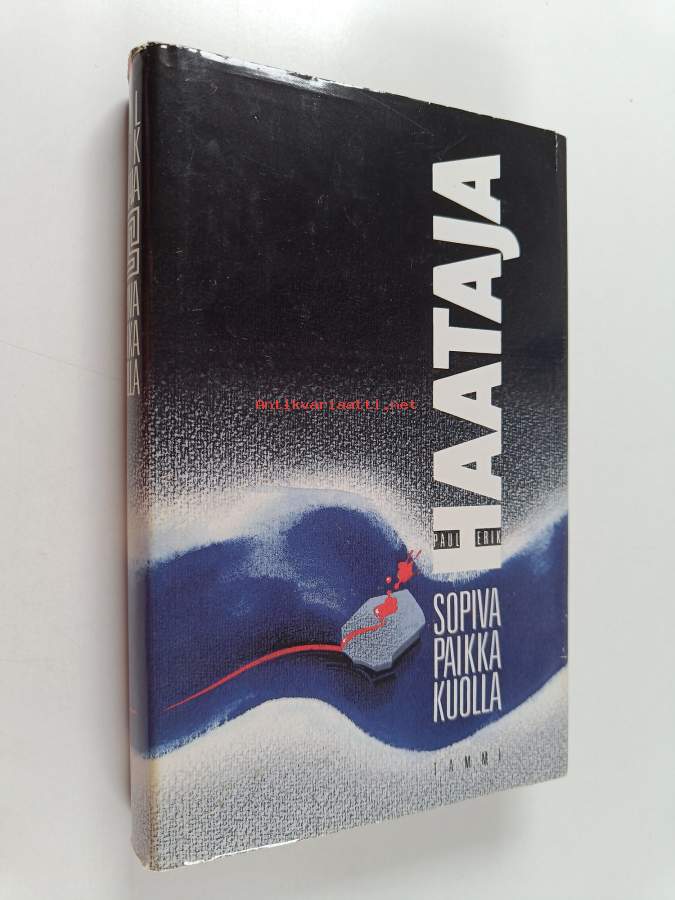 HAATAJA
PAUL ERIK
SOPIVA
PAIKKA
KUOLLA
TAMMI
Antikvariaatti.net